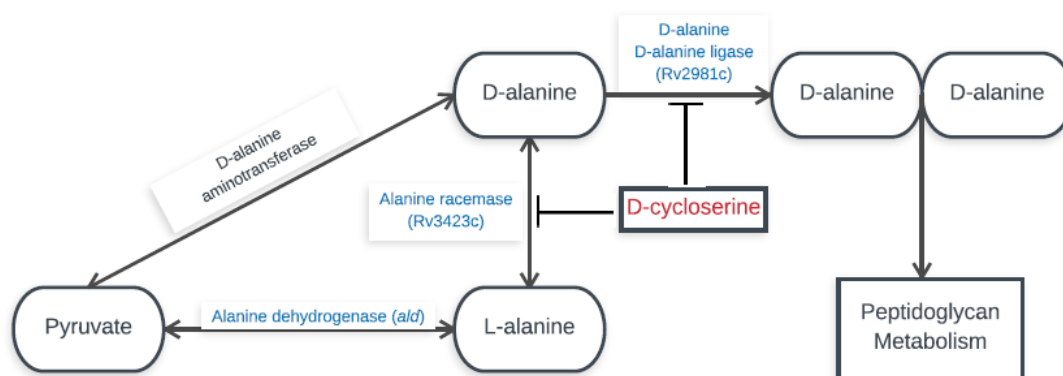 D-alanine
D-alanine ligase
(Rv2981c)
D-alanine
D-alanine
D-alanine
D-alanine
aminotransferase
Alanine racemase
(Rv3423c)
D-cycloserine
Pyruvate
Alanine dehydrogenase (ald)
L-alanine
Peptidoglycan
Metabolism